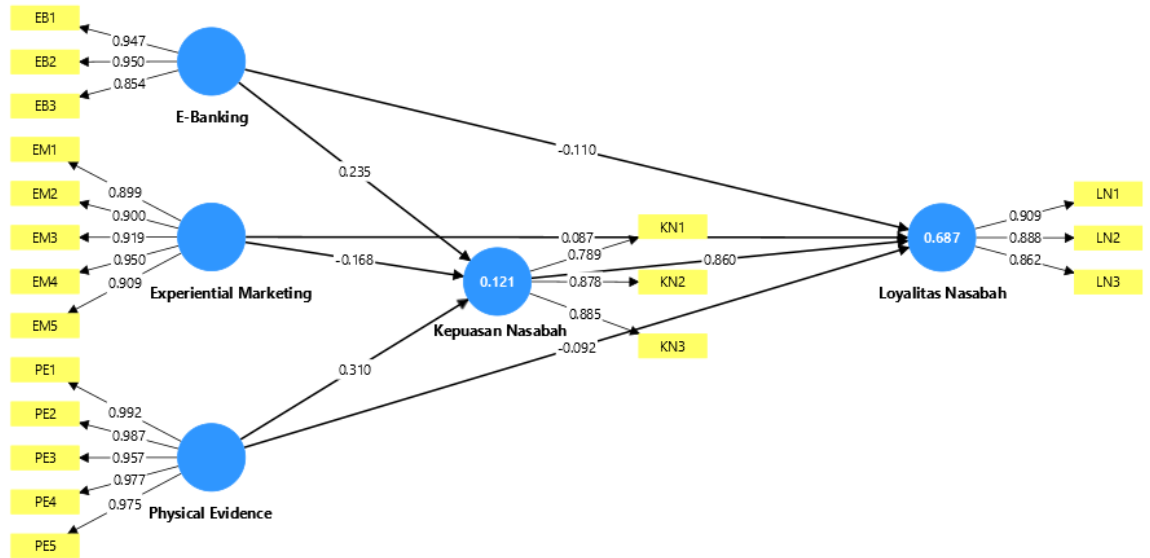 EB1
0.947
EB2
0.950
0.854
EB3
E-Banking
EM1
-0.110
0.235
EM2
0.899
LN1
0.900
0.909
KN1
EM3
0.919
0.087
0.687
0.888
LN2
0.789
0.950
-0.168
0.860
0.862
EM4
0.909
0.121
0.878
KN2
LN3
Experiential Marketing
Loyalitas Nasabah
0.885
EM5
Kepuasan Nasabah
KN3
-0.092
PE1
0.310
0.992
PE2
0.987
PE3
0.957
0.977
PE4
0.975
Physical Evidence
PE5